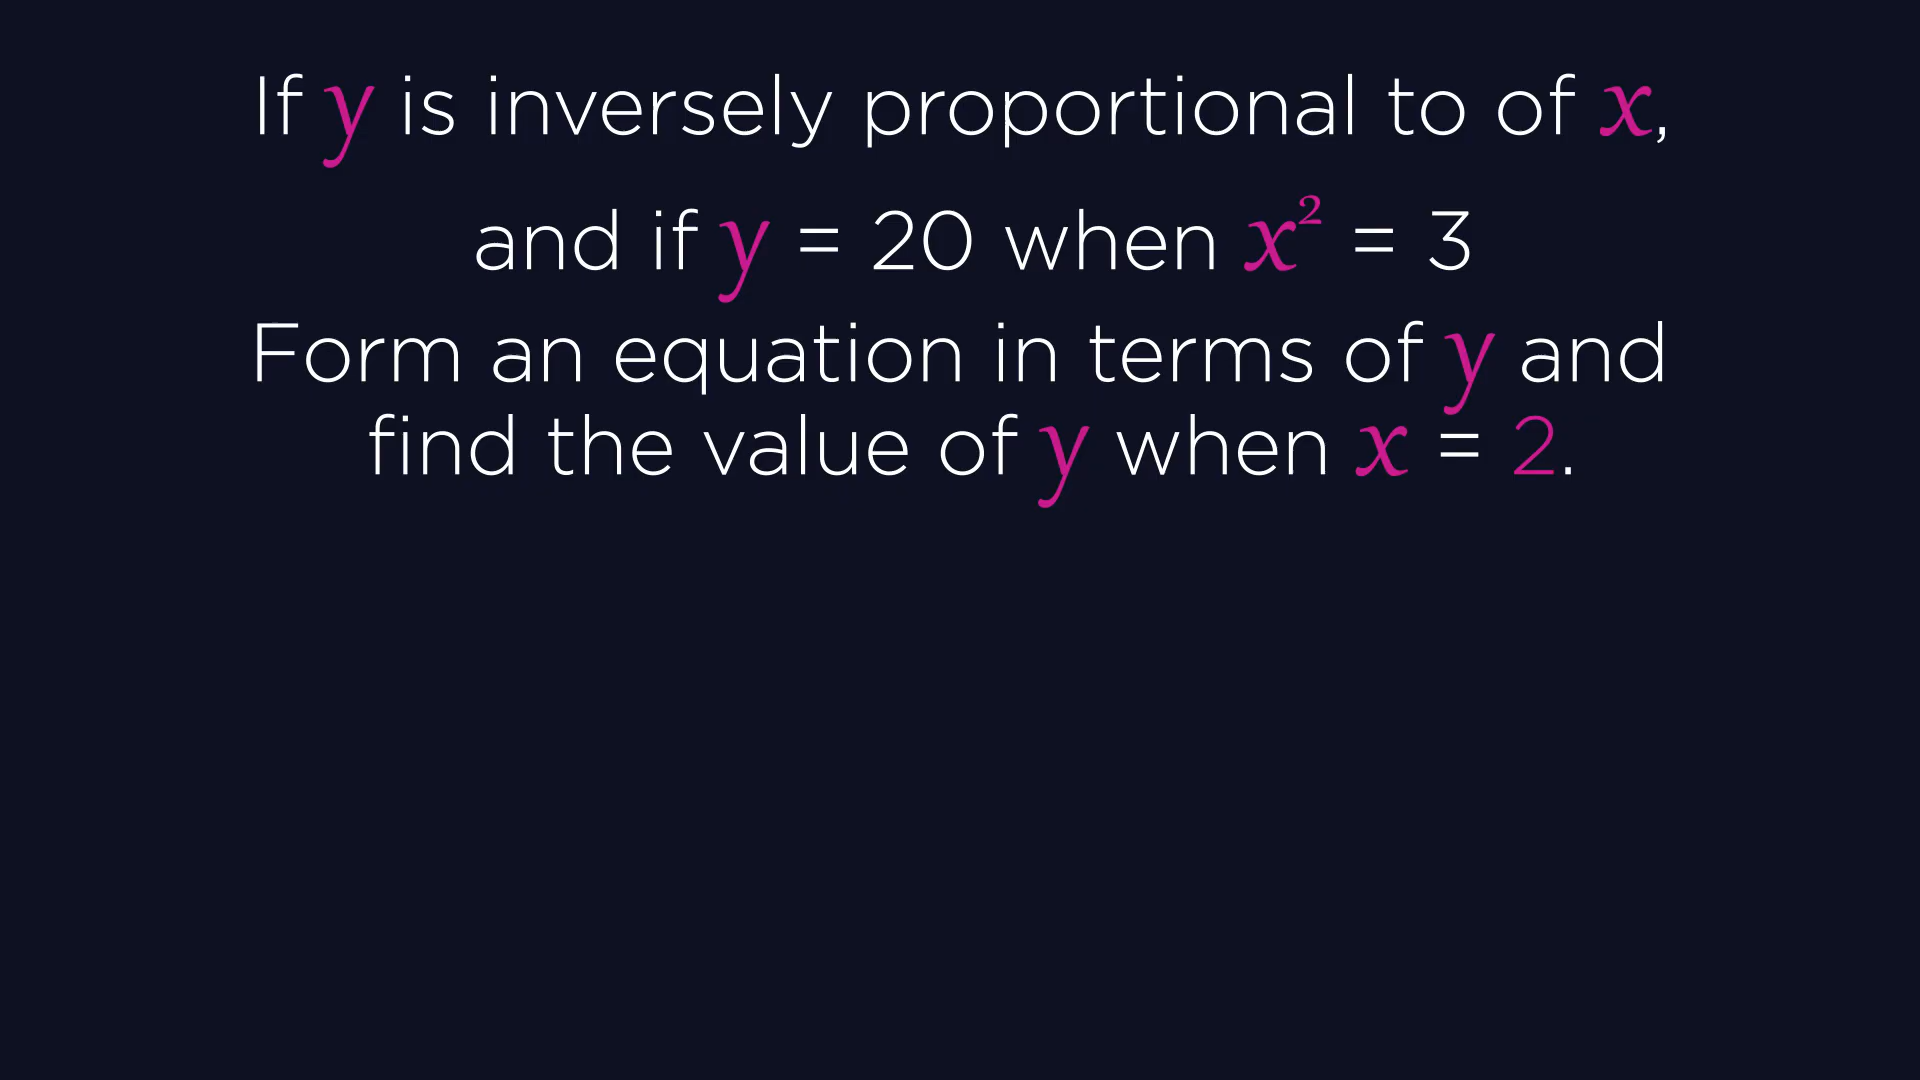 If y is inversely proportional to of x,
and if y = 20 when x² = 3
Form an equation in terms of y and
find the value of y when x = 2.